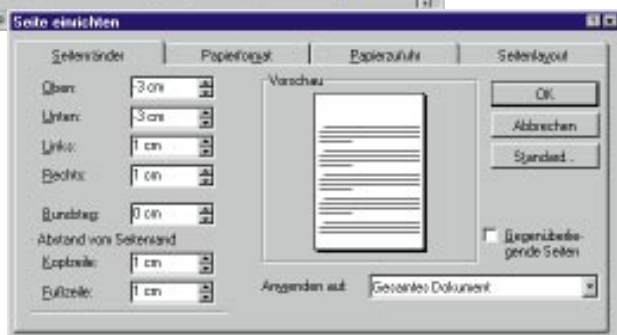 Seite einrichten
Seitenränder Papierformat Papierzufuhr Seitenlayout
Oben: -3 cm
Unten: -3 cm
Links: 1 cm
Rechts: 1 cm
Bundsteg: 0 cm
Abstand vom Seitenrand
Kopfzeile: 1 cm
Fußzeile: 1 cm
Vorschau
Anwenden auf: Gesamtes Dokument
OK
Abbrechen
Standard...
Gegenüberlie-
gende Seiten